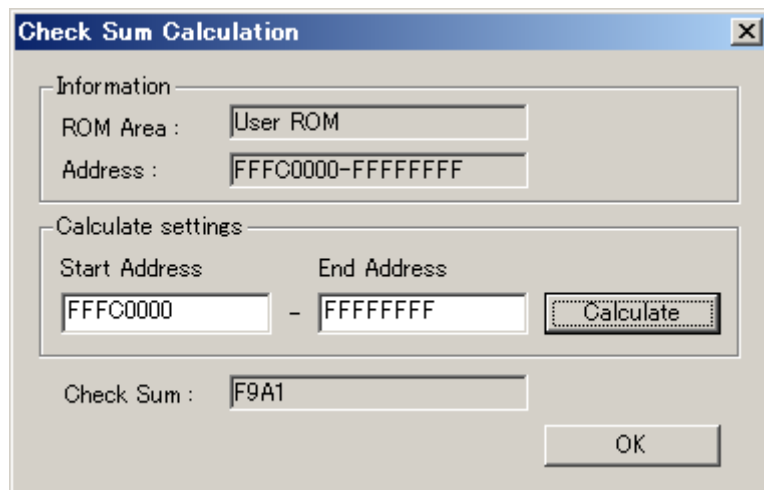 Check Sum Calculation
Information
ROM Area : User ROM
Address : FFFC0000-FFFFFFFF
Calculate settings
Start Address End Address
FFFC0000 - FFFFFFFF Calculate
Check Sum : F9A1
OK